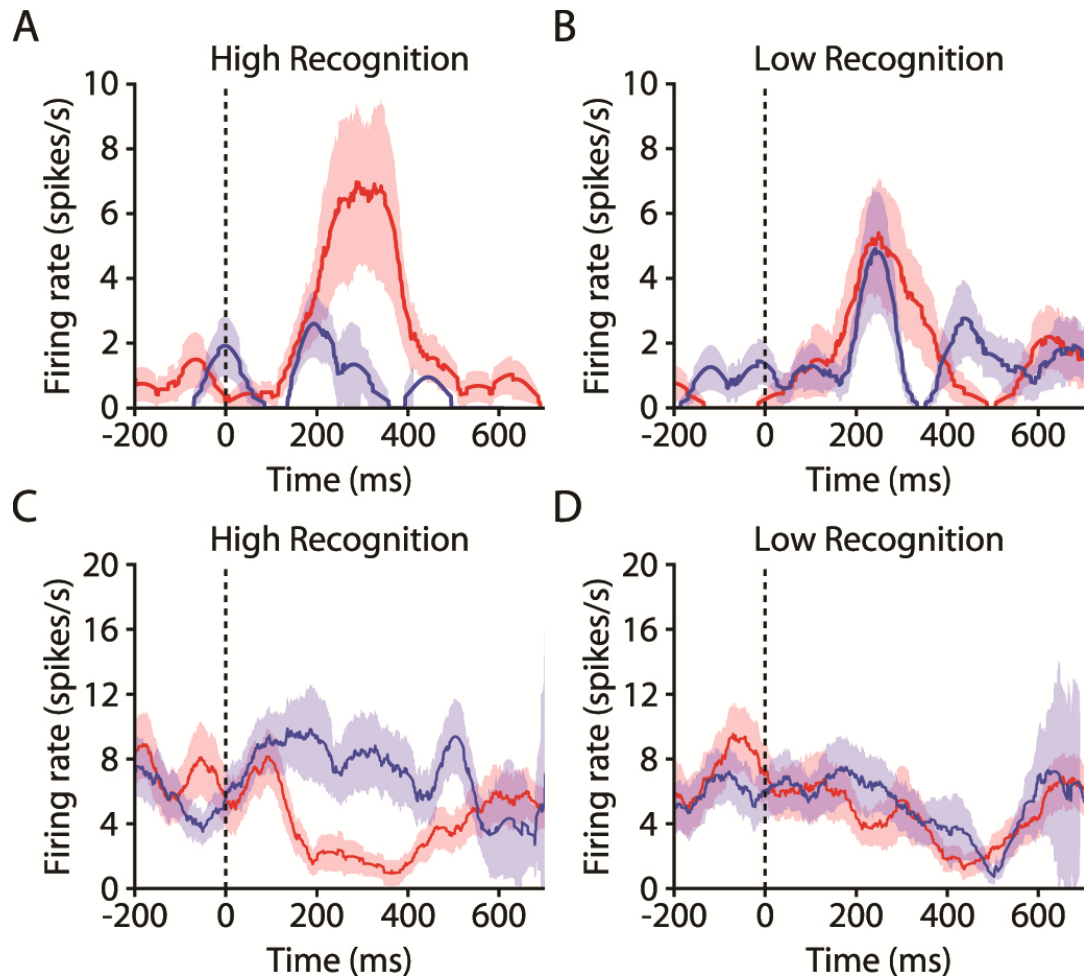 A
High Recognition
Firing rate (spikes/s)
10
8
6
4
2
0
-200
0
200
400
600
Time (ms)
B
Low Recognition
Firing rate (spikes/s)
10
8
6
4
2
0
-200
0
200
400
600
Time (ms)
C
High Recognition
Firing rate (spikes/s)
20
16
12
8
4
0
-200
0
200
400
600
Time (ms)
D
Low Recognition
Firing rate (spikes/s)
20
16
12
8
4
0
-200
0
200
400
600
Time (ms)